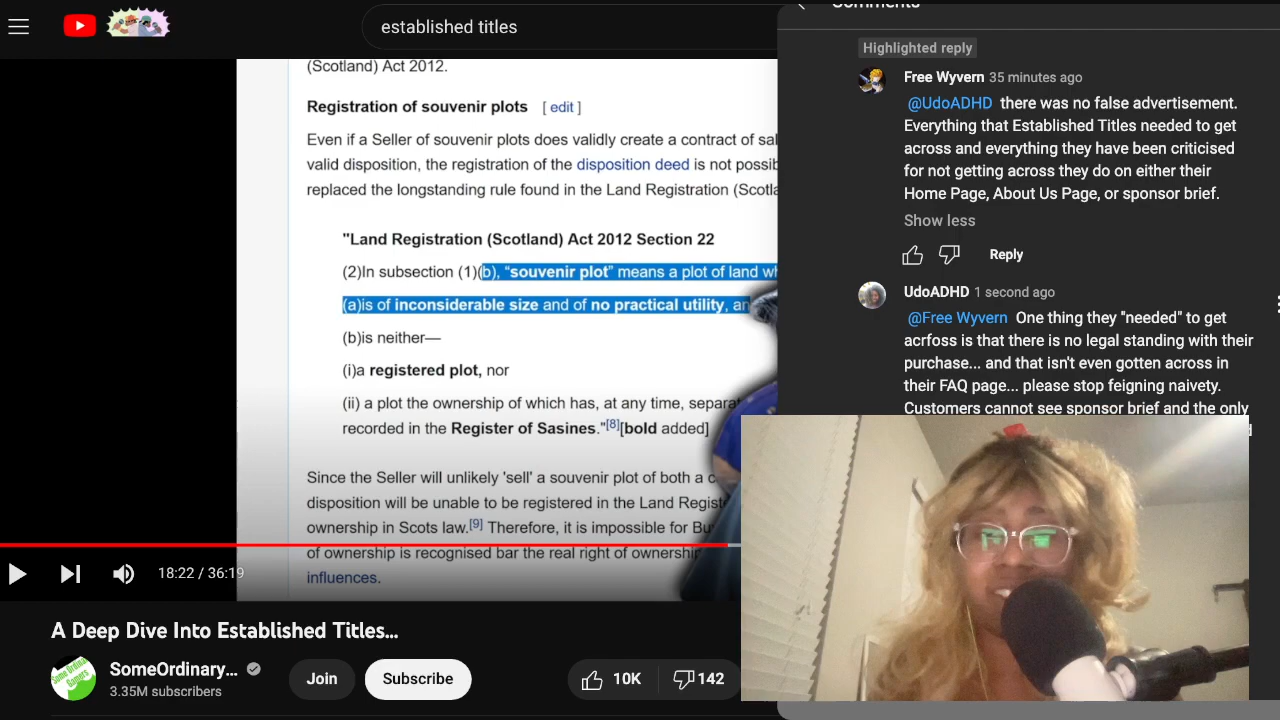 established titles
Comments
(Scotland) Act 2012.
Registration of souvenir plots [ edit ]
Even if a Seller of souvenir plots does validly create a contract of sal
valid disposition, the registration of the disposition deed is not possib
replaced the longstanding rule found in the Land Registration (Scotla
"Land Registration (Scotland) Act 2012 Section 22
(2)In subsection (1)(b), “souvenir plot” means a plot of land wh
(a)is of inconsiderable size and of no practical utility, an
(b)is neither—
(i)a registered plot, nor
(ii) a plot the ownership of which has, at any time, separat
recorded in the Register of Sasines."[8][bold added]
Since the Seller will unlikely 'sell' a souvenir plot of both a c
disposition will be unable to be registered in the Land Regist
ownership in Scots law.[9] Therefore, it is impossible for Bu
of ownership is recognised bar the real right of ownership
influences.
18:22 / 36:19
A Deep Dive Into Established Titles...
SomeOrdinary...
3.35M subscribers
Join
Subscribe
10K
142
Highlighted reply
Free Wyvern 35 minutes ago
@UdoADHD there was no false advertisement.
Everything that Established Titles needed to get
across and everything they have been criticised
for not getting across they do on either their
Home Page, About Us Page, or sponsor brief.
Show less
Reply
UdoADHD 1 second ago
@Free Wyvern One thing they "needed" to get
acrfoss is that there is no legal standing with their
purchase... and that isn't even gotten across in
their FAQ page... please stop feigning naivety.
Customers cannot see sponsor brief and the only